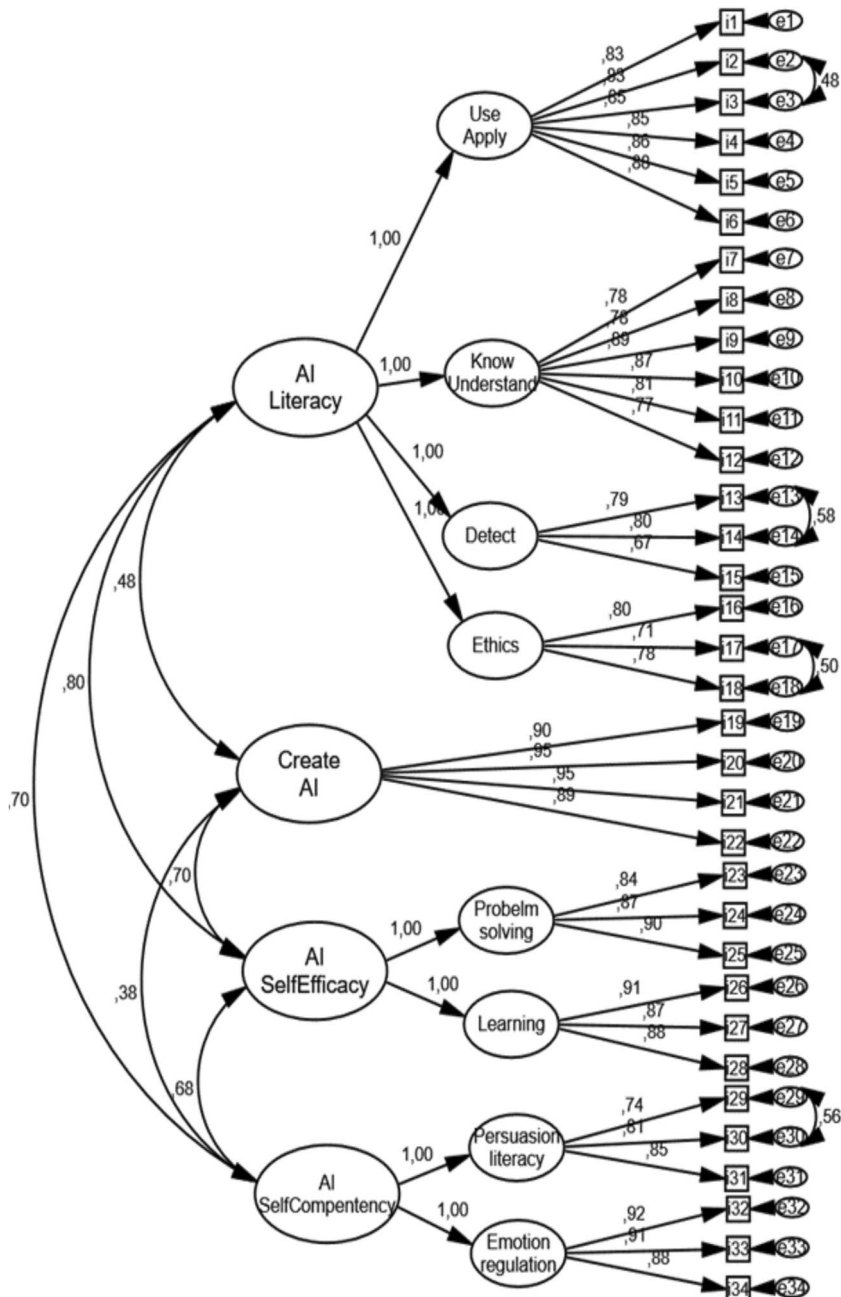 i1 e1
,83
i2 e2
,83
,48
i3 e3
,85
Use
Apply
,85
i4 e4
,86
i5 e5
,88
i6 e6
1,00
i7 e7
,78
i8 e8
,78
i9 e9
,89
AI
Literacy
1,00
Know
Understand
,87
i10 e10
,81
i11 e11
,77
i12 e12
1,00
i13 e13
,79
1,00
Detect
,80
i14 e14
,58
,67
i15 e15
,48
i16 e16
,80
Ethics
,71
i17 e17
,50
,78
i18 e18
,80
i19 e19
,90
Create
AI
,95
i20 e20
,95
i21 e21
,89
,70
i22 e22
,70
i23 e23
,84
Probelm
solving
,87
i24 e24
,90
i25 e25
1,00
AI
SelfEfficacy
1,00
i26 e26
,91
,38
Learning
,87
i27 e27
,88
i28 e28
,68
i29 e29
,74
,56
Persuasion
literacy
,81
i30 e30
,85
i31 e31
1,00
AI
SelfCompentency
1,00
i32 e32
,92
Emotion
regulation
,91
i33 e33
,88
i34 e34